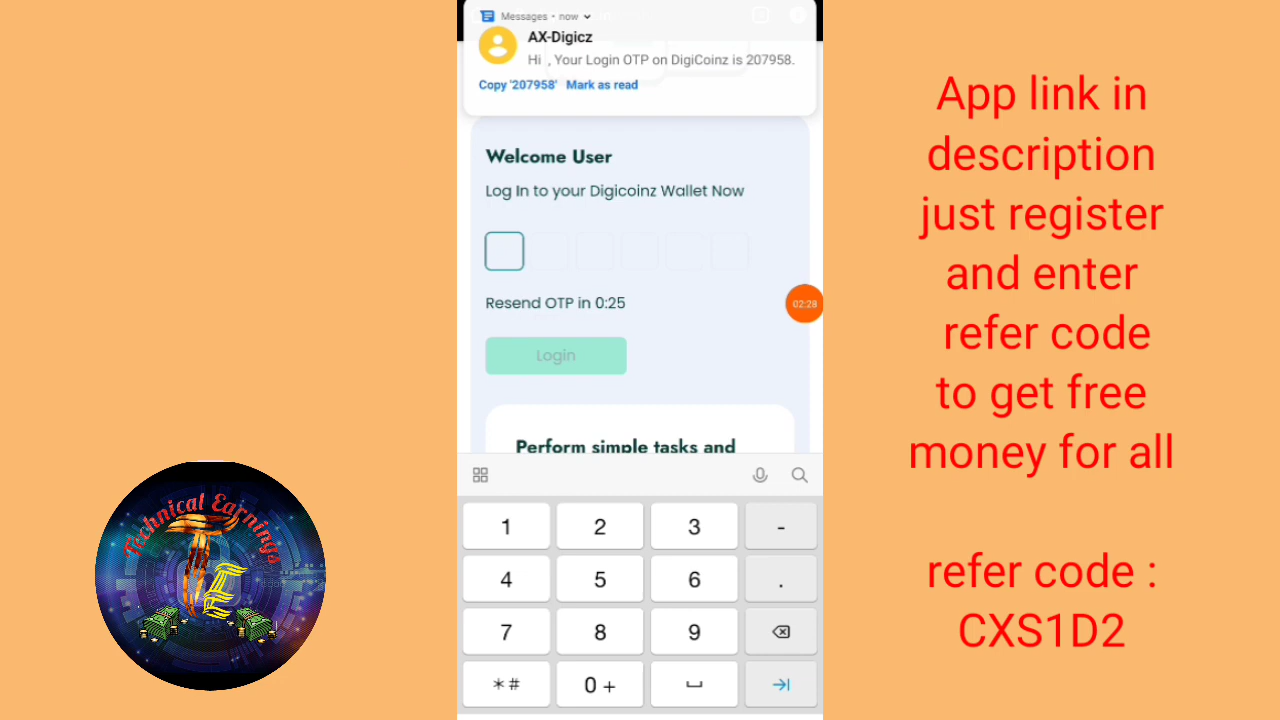 Messages • now
AX-Digicz
Hi , Your Login OTP on DigiCoinz is 207958.
Copy '207958' Mark as read
Welcome User
Log In to your Digicoinz Wallet Now
Resend OTP in 0:25
02:28
Login
Perform simple tasks and
1 2 3 -
4 5 6 .
7 8 9
*# 0 +
Technical Earnings
TE
App link in
description
just register
and enter
refer code
to get free
money for all
refer code :
CXS1D2